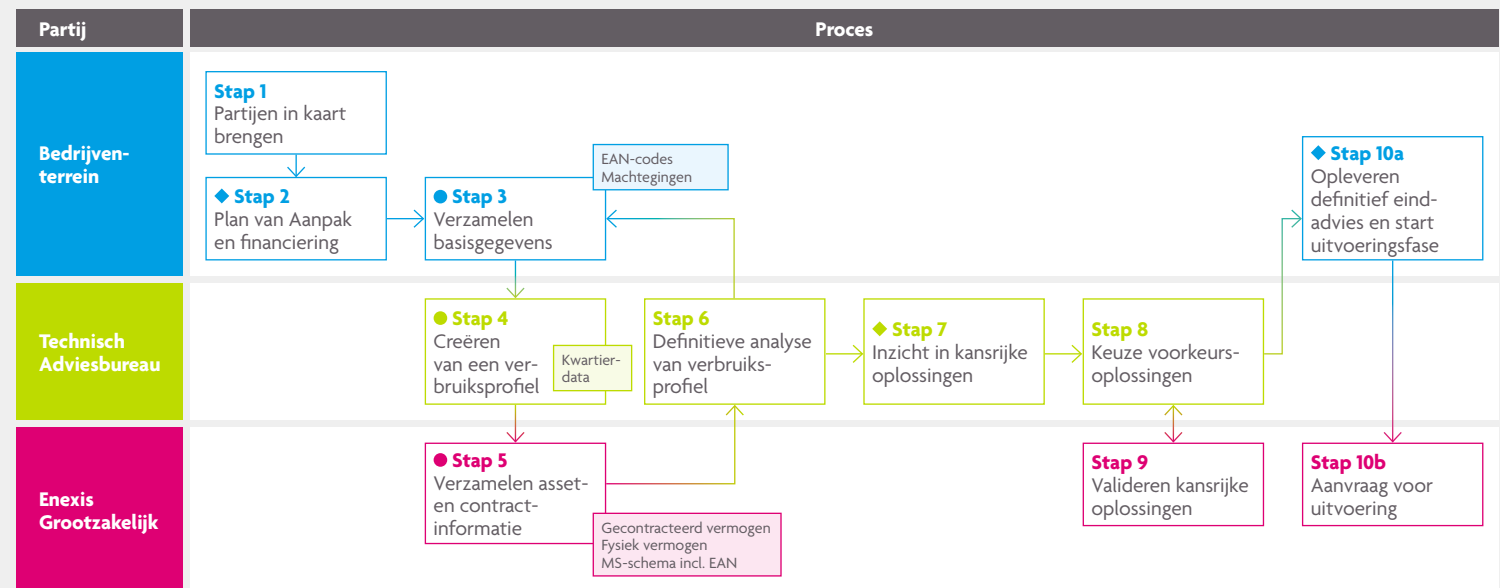 Partij
Proces
Bedrijven-
terrein
Stap 1
Partijen in kaart
brengen
◆ Stap 2
Plan van Aanpak
en financiering
● Stap 3
Verzamelen
basisgegevens
EAN-codes
Machtegingen
◆ Stap 10a
Opleveren
definitief eind-
advies en start
uitvoeringsfase
Technisch
Adviesbureau
● Stap 4
Creëren
van een ver-
bruiksprofiel
Kwartier-
data
Stap 6
Definitieve analyse
van verbruiks-
profiel
◆ Stap 7
Inzicht in kansrijke
oplossingen
Stap 8
Keuze voorkeurs-
oplossingen
Enexis
Grootzakelijk
● Stap 5
Verzamelen asset-
en contract-
informatie
Gecontracteerd vermogen
Fysiek vermogen
MS-schema incl. EAN
Stap 9
Valideren kansrijke
oplossingen
Stap 10b
Aanvraag voor
uitvoering